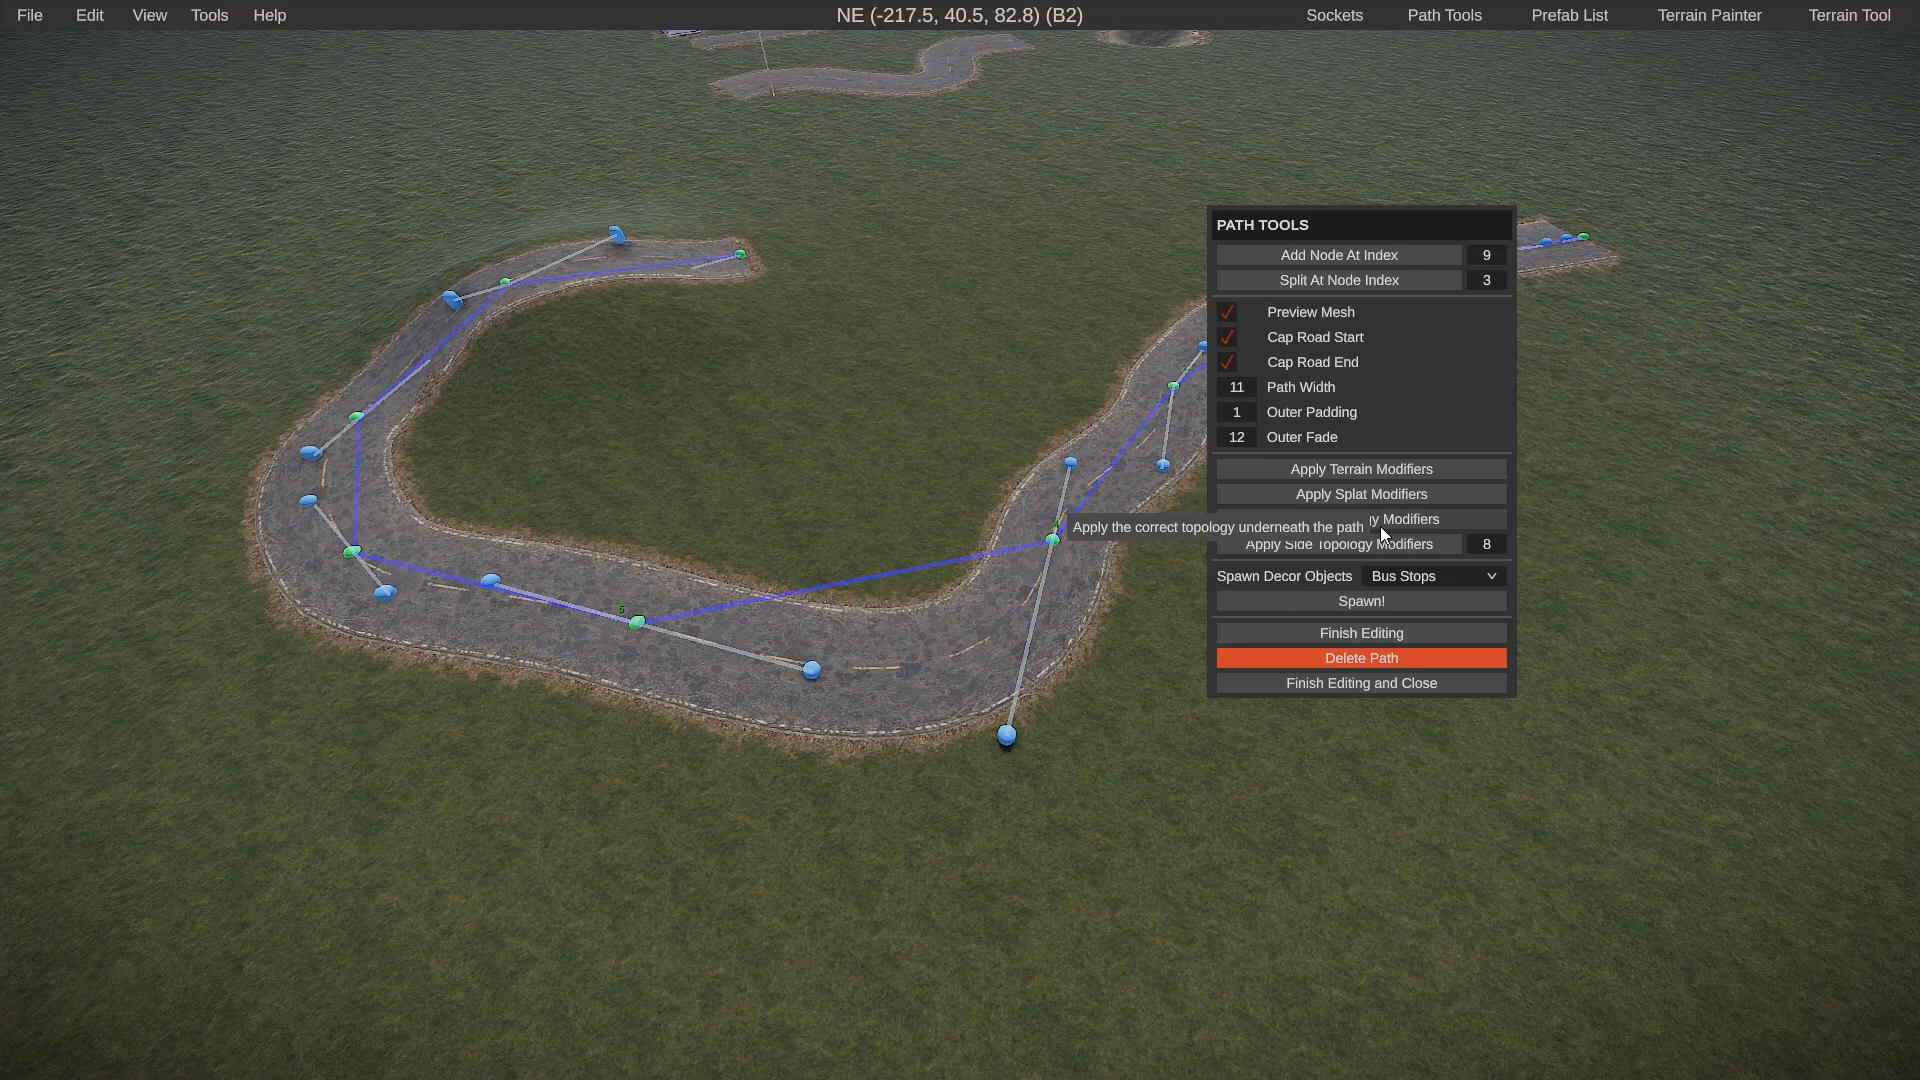 File Edit View Tools Help NE (-217.5, 40.5, 82.8) (B2) Sockets Path Tools Prefab List Terrain Painter Terrain Tool
PATH TOOLS
Add Node At Index 9
Split At Node Index 3
Preview Mesh
Cap Road Start
Cap Road End
11 Path Width
1 Outer Padding
12 Outer Fade
Apply Terrain Modifiers
Apply Splat Modifiers
y Modifiers
Apply the correct topology underneath the path
Apply Side Topology Modifiers 8
Spawn Decor Objects Bus Stops
Spawn!
5
Finish Editing
Delete Path
Finish Editing and Close